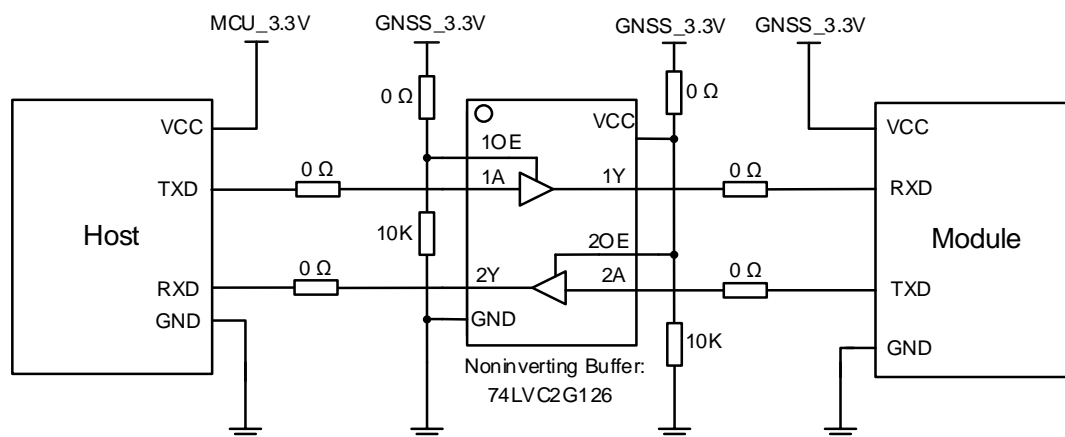 MCU_3.3V
GNSS_3.3V
GNSS_3.3V
GNSS_3.3V
0 Ω
0 Ω
VCC
VCC
VCC
1OE
TXD
0 Ω
1A
1Y
0 Ω
RXD
Host
10K
Module
2OE
0 Ω
2Y
2A
0 Ω
RXD
TXD
GND
GND
10K
GND
Noninverting Buffer:
74LVC2G126